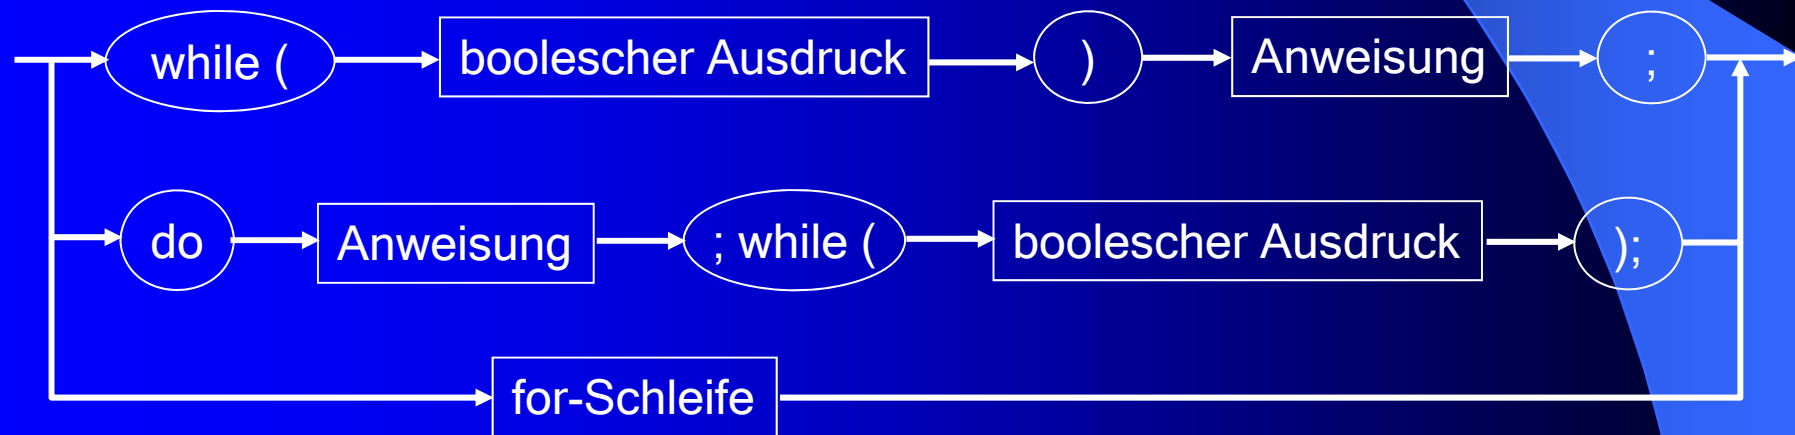 while ( boolescher Ausdruck ) Anweisung ;
do Anweisung ; while ( boolescher Ausdruck );
for-Schleife